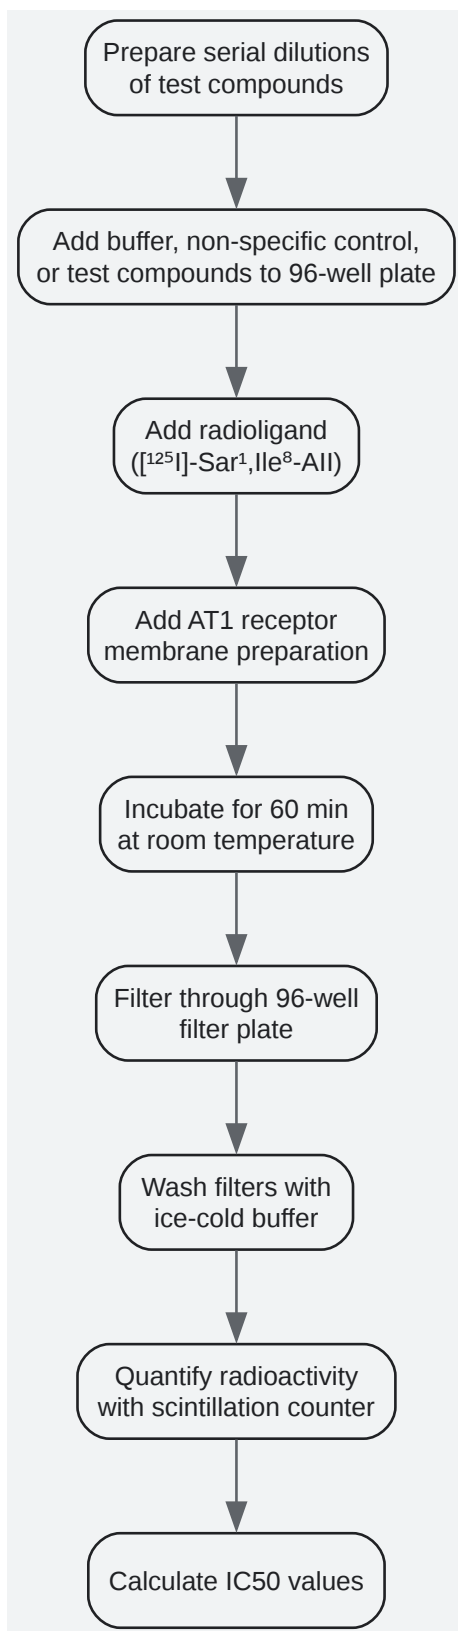 Prepare serial dilutions
of test compounds
Add buffer, non-specific control,
or test compounds to 96-well plate
Add radioligand
([¹²⁵I]-Sar¹,Ile⁸-AII)
Add AT1 receptor
membrane preparation
Incubate for 60 min
at room temperature
Filter through 96-well
filter plate
Wash filters with
ice-cold buffer
Quantify radioactivity
with scintillation counter
Calculate IC50 values